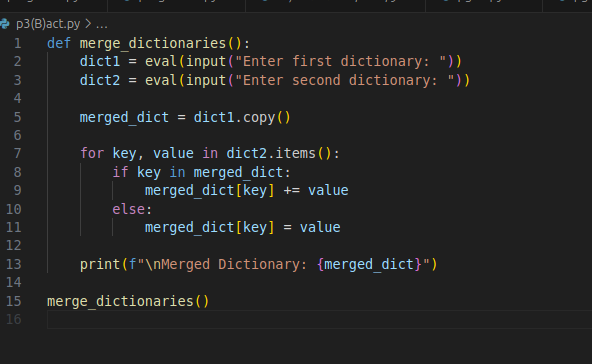 p3(B)act.py > ...
1 def merge_dictionaries():
2     dict1 = eval(input("Enter first dictionary: "))
3     dict2 = eval(input("Enter second dictionary: "))
4
5     merged_dict = dict1.copy()
6
7     for key, value in dict2.items():
8         if key in merged_dict:
9             merged_dict[key] += value
10         else:
11             merged_dict[key] = value
12
13     print(f"\nMerged Dictionary: {merged_dict}")
14
15 merge_dictionaries()
16